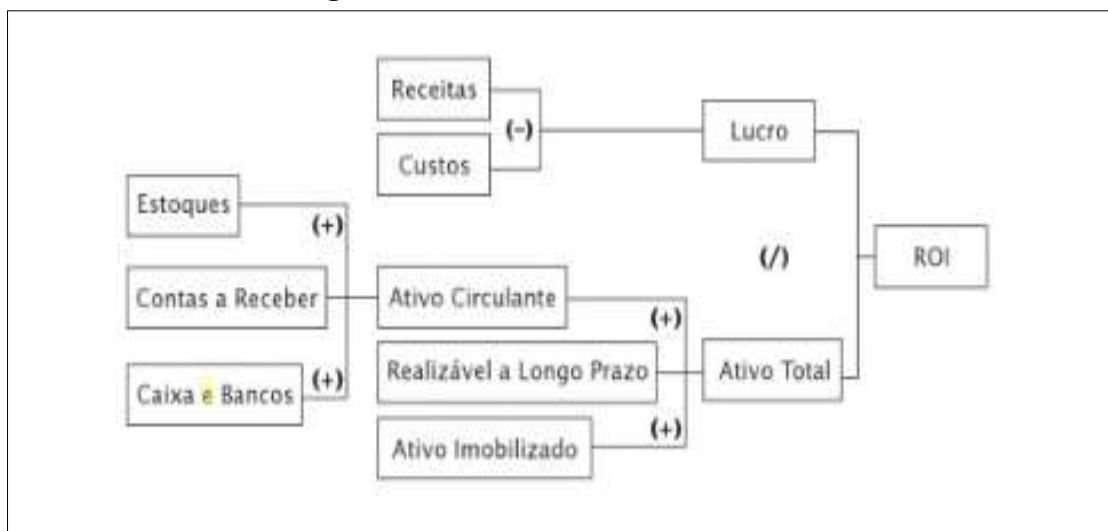 Receitas
(-)
Custos
Lucro
Estoques
(+)
Contas a Receber
Caixa e Bancos
(+)
Ativo Circulante
(+)
Realizável a Longo Prazo
Ativo Imobilizado
(+)
Ativo Total
(/)
ROI